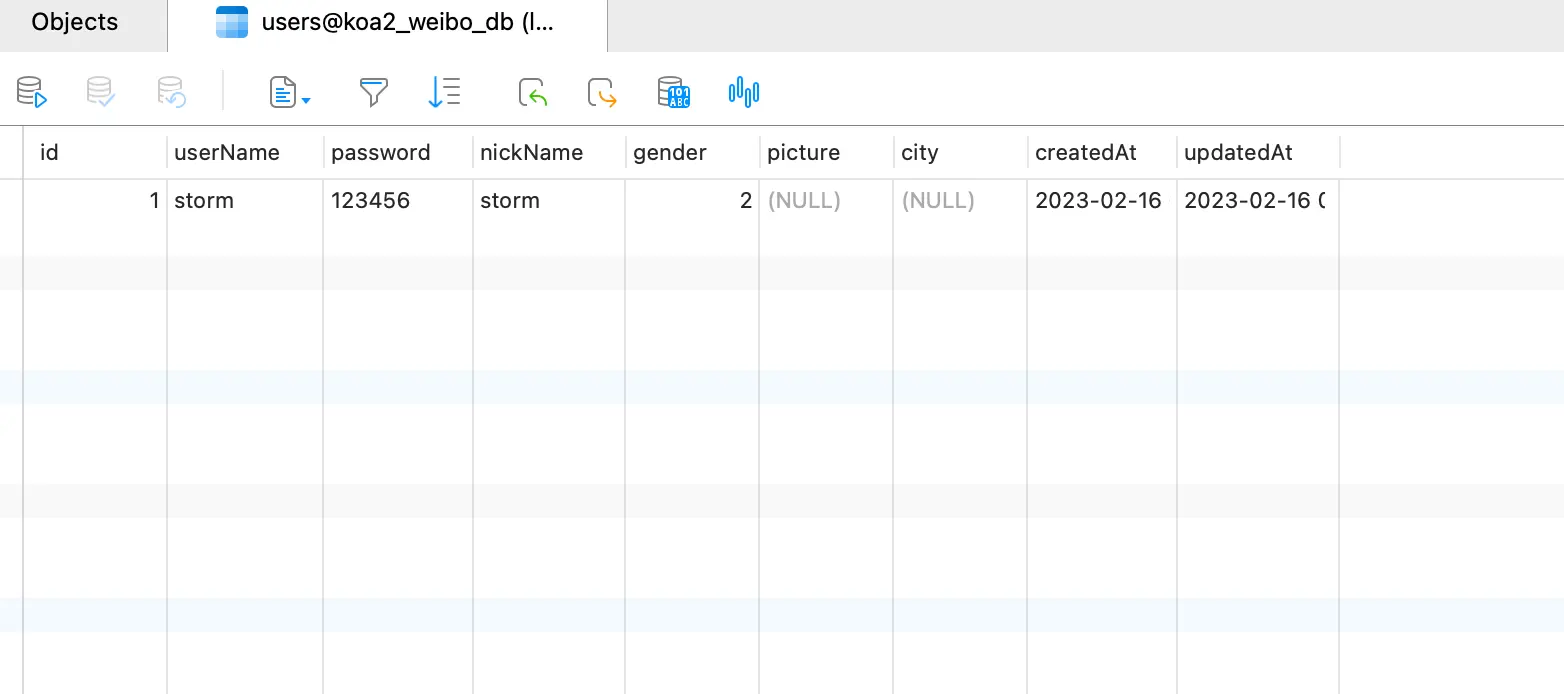 Objects users@koa2_weibo_db (l...
101
ABC
id userName password nickName gender picture city createdAt updatedAt
1 storm 123456 storm 2 (NULL) (NULL) 2023-02-16 2023-02-16